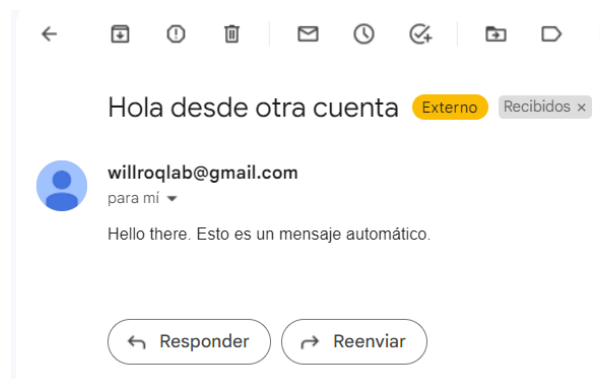 Hola desde otra cuenta Externo Recibidos ×
willroqlab@gmail.com
para mí
Hello there. Esto es un mensaje automático.
Responder Reenviar